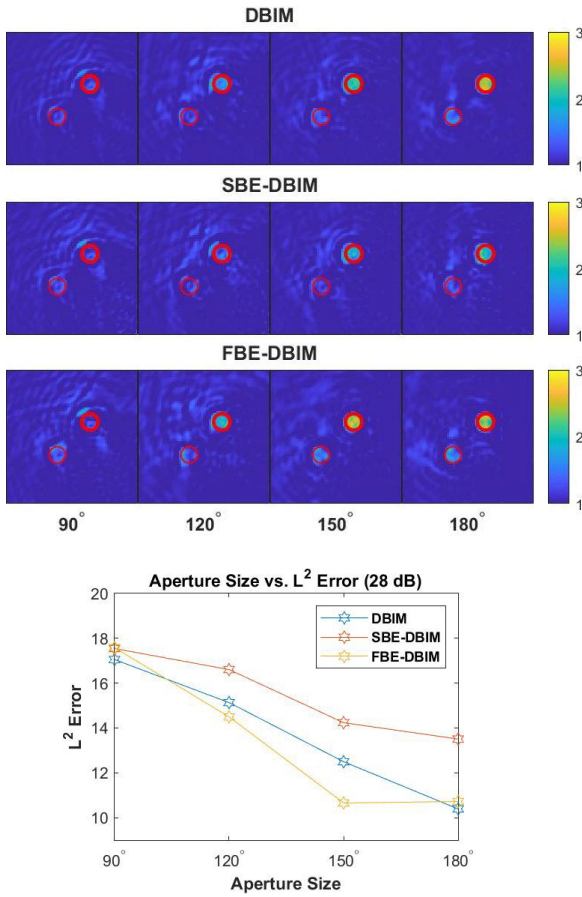 DBIM
3
2
1
SBE-DBIM
3
2
1
FBE-DBIM
3
2
1
90° 120° 150° 180°
Aperture Size vs. L² Error (28 dB)
20
18
16
14
12
10
L² Error
DBIM
SBE-DBIM
FBE-DBIM
90° 120° 150° 180°
Aperture Size